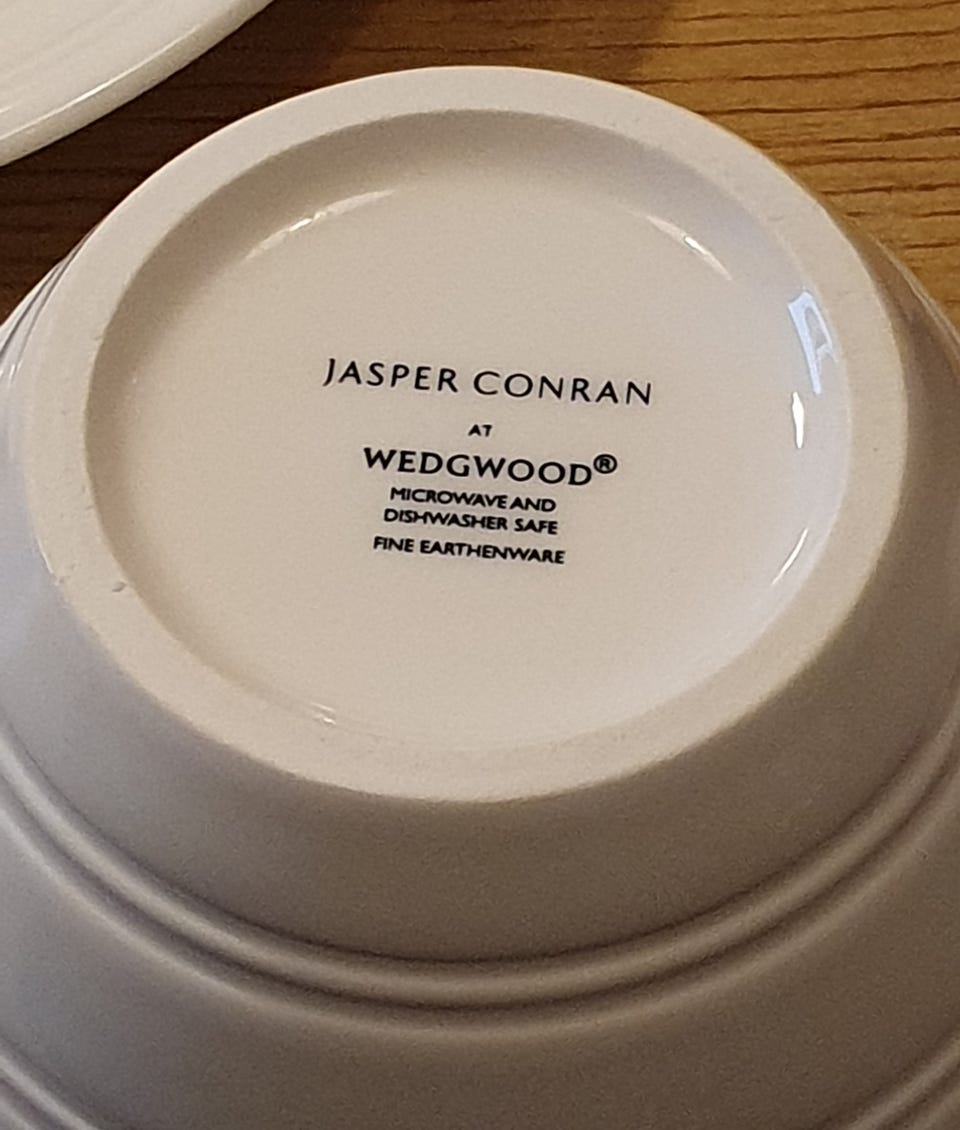 JASPER CONRAN
AT
WEDGWOOD®
MICROWAVE AND
DISHWASHER SAFE
FINE EARTHENWARE